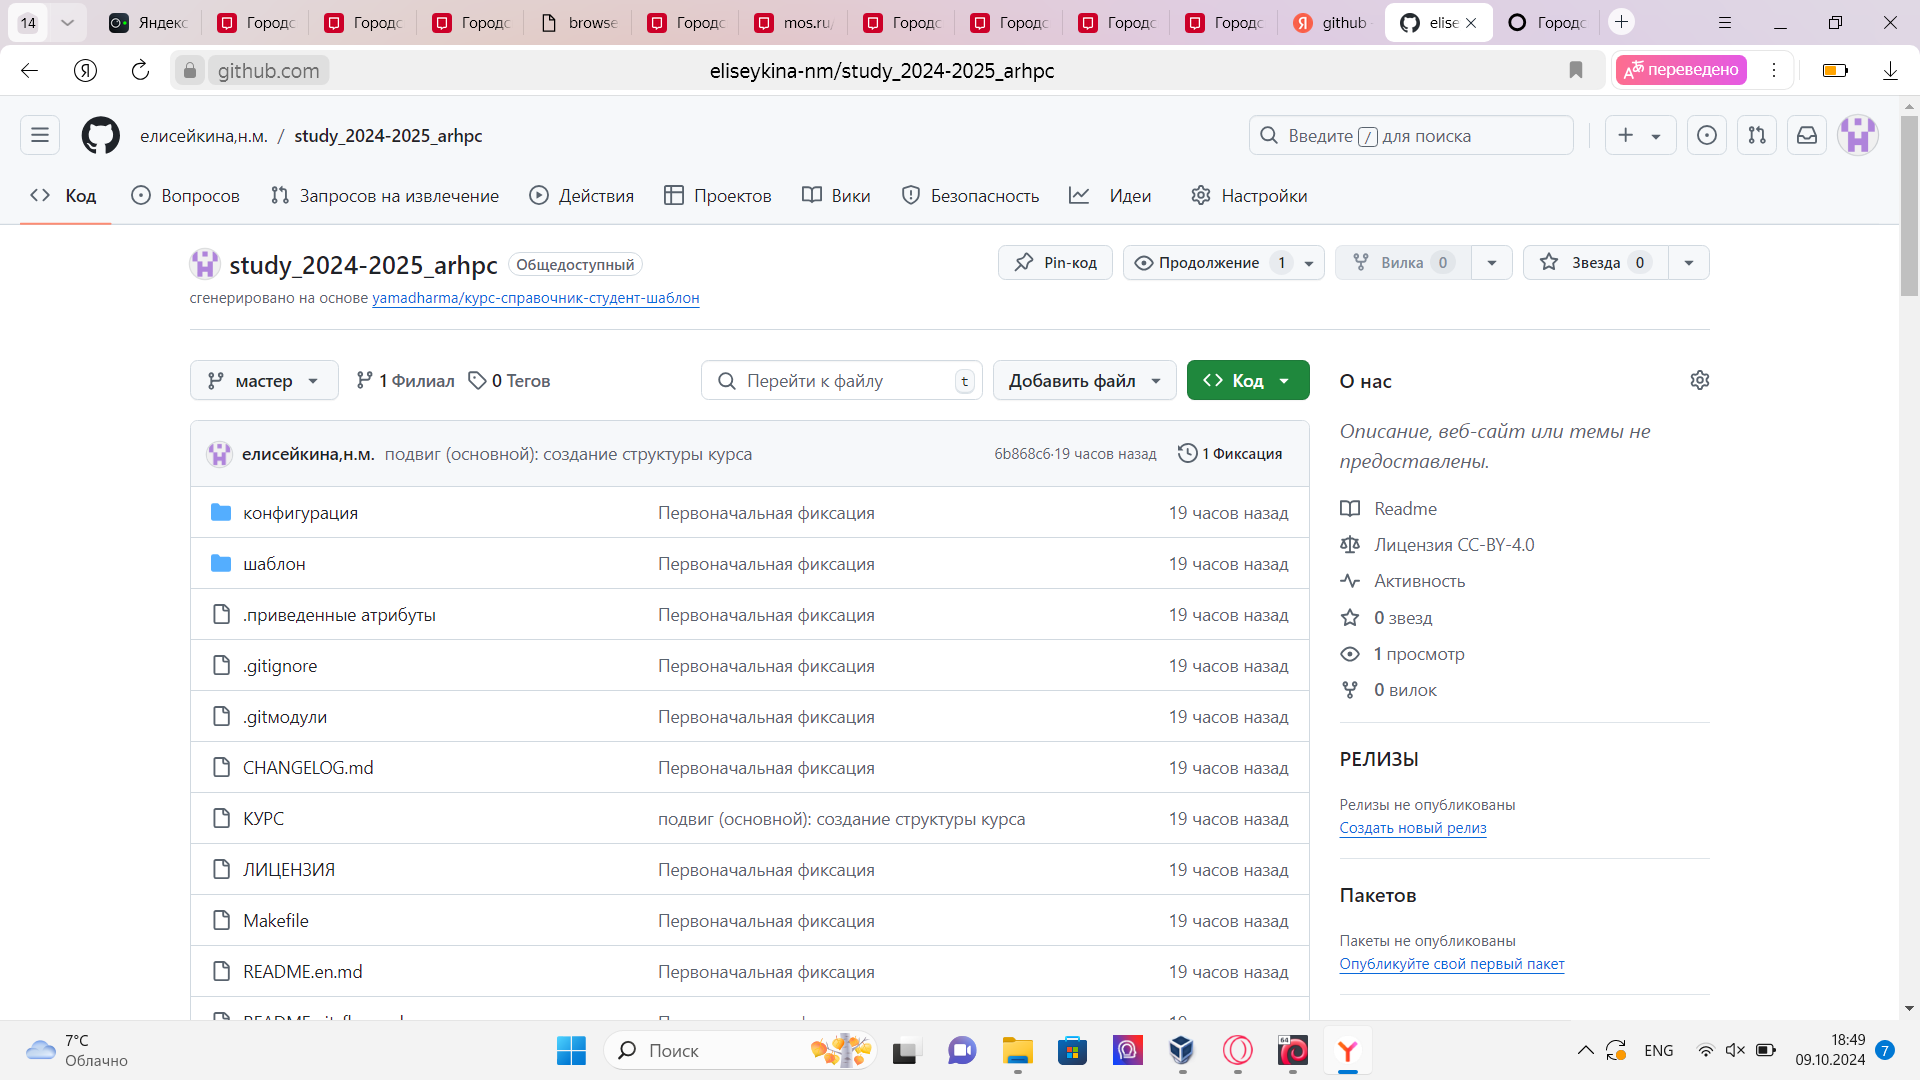 14
Яндекс
Городс
Городс
Городс
browse
Городс
mos.ru/
Городс
Городс
Городс
Городс
github
elise
Городс
github.com
eliseykina-nm/study_2024-2025_arhpc
переведено
елисейкина,н.м. / study_2024-2025_arhpc
Введите / для поиска
Код
Вопросов
Запросов на извлечение
Действия
Проектов
Вики
Безопасность
Идеи
Настройки
study_2024-2025_arhpc Общедоступный
Pin-код
Продолжение 1
Вилка 0
Звезда 0
сгенерировано на основе yamadharma/курс-справочник-студент-шаблон
мастер
1 Филиал
0 Тегов
Перейти к файлу t
Добавить файл
Код
О нас
Описание, веб-сайт или темы не
предоставлены.
елисейкина,н.м. подвиг (основной): создание структуры курса 6b868c6·19 часов назад 1 Фиксация
конфигурация Первоначальная фиксация 19 часов назад
шаблон Первоначальная фиксация 19 часов назад
.приведенные атрибуты Первоначальная фиксация 19 часов назад
.gitignore Первоначальная фиксация 19 часов назад
.gitмодули Первоначальная фиксация 19 часов назад
CHANGELOG.md Первоначальная фиксация 19 часов назад
КУРС подвиг (основной): создание структуры курса 19 часов назад
ЛИЦЕНЗИЯ Первоначальная фиксация 19 часов назад
Makefile Первоначальная фиксация 19 часов назад
README.en.md Первоначальная фиксация 19 часов назад
Readme
Лицензия CC-BY-4.0
Активность
0 звезд
1 просмотр
0 вилок
РЕЛИЗЫ
Релизы не опубликованы
Создать новый релиз
Пакетов
Пакеты не опубликованы
Опубликуйте свой первый пакет
7°C
Облачно
Поиск
64
ENG
18:49
09.10.2024
7